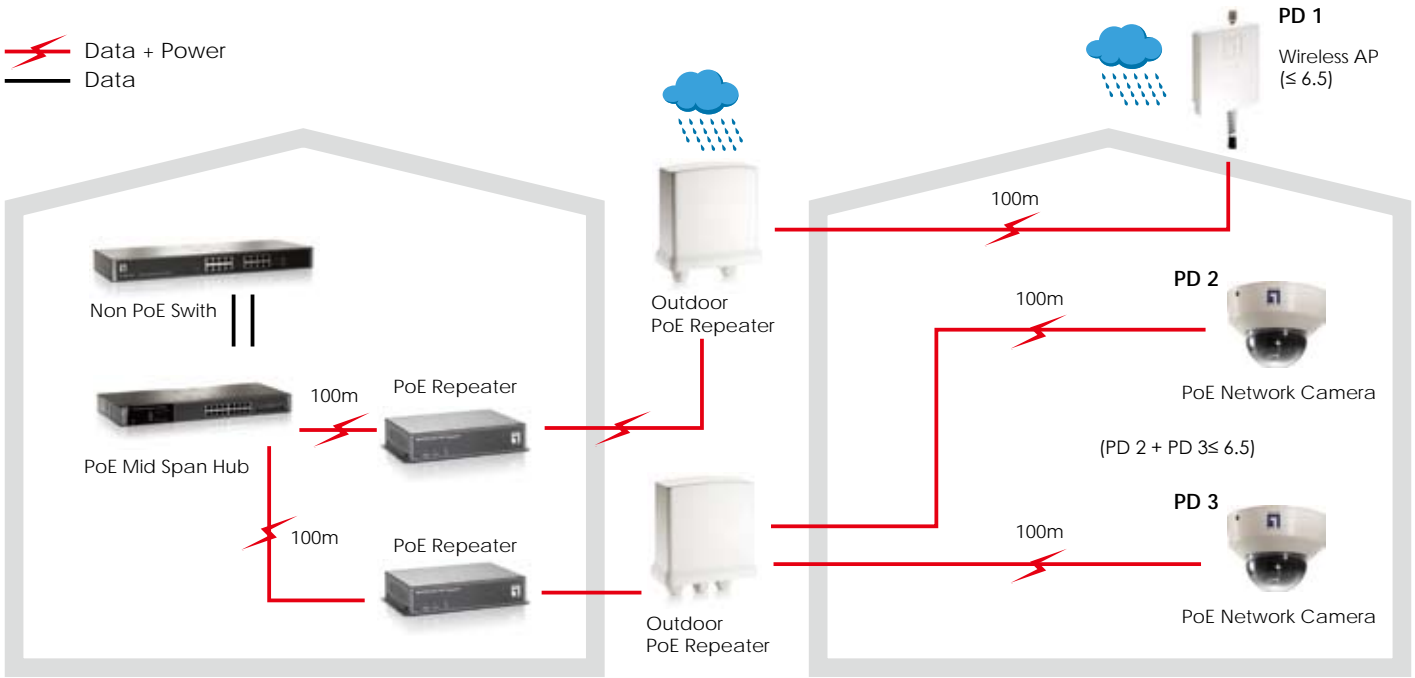 Data + Power
Data
PD 1
Wireless AP
(≤ 6.5)
100m
Non PoE Swith
Outdoor
PoE Repeater
PD 2
100m
PoE Network Camera
100m
PoE Repeater
PoE Mid Span Hub
(PD 2 + PD 3≤ 6.5)
PD 3
100m
PoE Network Camera
100m
PoE Repeater
Outdoor
PoE Repeater